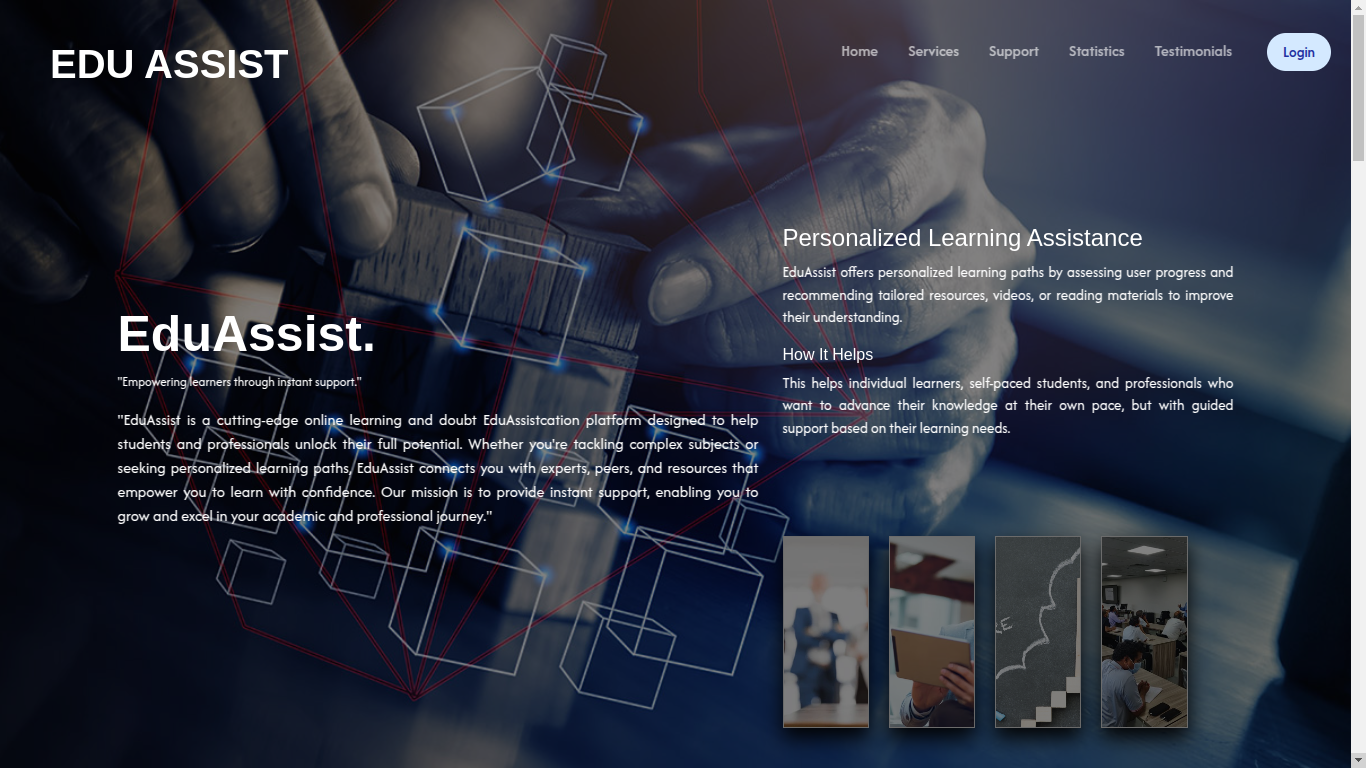 EDU ASSIST
Home Services Support Statistics Testimonials Login
EduAssist.
"Empowering learners through instant support."
"EduAssist is a cutting-edge online learning and doubt EduAssistcation platform designed to help
students and professionals unlock their full potential. Whether you're tackling complex subjects or
seeking personalized learning paths, EduAssist connects you with experts, peers, and resources that
empower you to learn with confidence. Our mission is to provide instant support, enabling you to
grow and excel in your academic and professional journey."
Personalized Learning Assistance
EduAssist offers personalized learning paths by assessing user progress and
recommending tailored resources, videos, or reading materials to improve
their understanding.
How It Helps
This helps individual learners, self-paced students, and professionals who
want to advance their knowledge at their own pace, but with guided
support based on their learning needs.